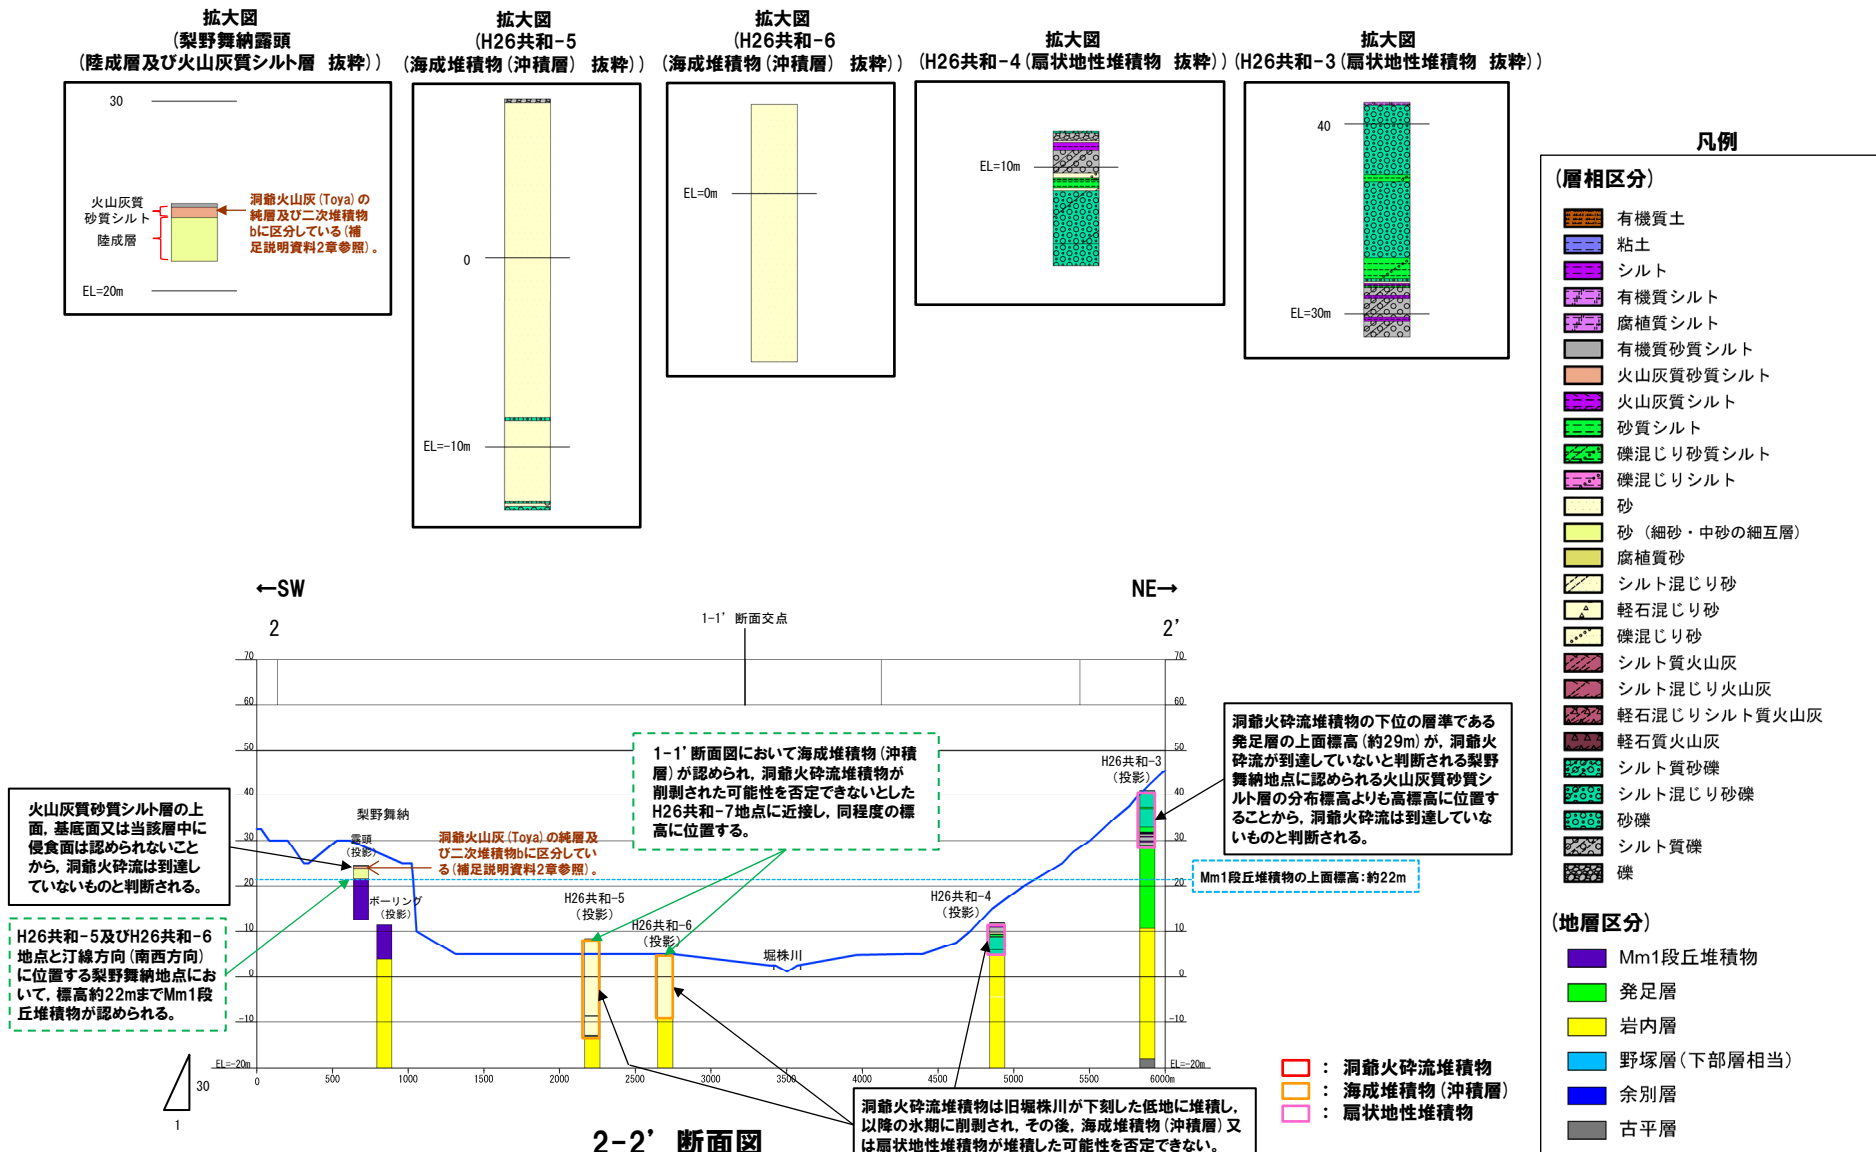 拡大図
(梨野舞納露頭
(陸成層及び火山灰質シルト層 抜粋))
30
火山灰質
砂質シルト
陸成層
EL=20m
洞爺火山灰(Toya)の
純層及び二次堆積物
bに区分している(補
足説明資料2章参照)。
拡大図
(H26共和-5
(海成堆積物(沖積層) 抜粋))
0
EL=-10m
拡大図
(H26共和-6
(海成堆積物(沖積層) 抜粋))
EL=0m
拡大図
(H26共和-4(扇状地性堆積物 抜粋))
EL=10m
拡大図
(H26共和-3(扇状地性堆積物 抜粋))
40
EL=30m
凡例
(層相区分)
有機質土
粘土
シルト
有機質シルト
腐植質シルト
有機質砂質シルト
火山灰質砂質シルト
火山灰質シルト
砂質シルト
礫混じり砂質シルト
礫混じりシルト
砂
砂(細砂・中砂の細互層)
腐植質砂
シルト混じり砂
軽石混じり砂
礫混じり砂
シルト質火山灰
シルト混じり火山灰
軽石混じりシルト質火山灰
軽石質火山灰
シルト質砂礫
シルト混じり砂礫
砂礫
シルト質礫
礫
(地層区分)
Mm1段丘堆積物
発足層
岩内層
野塚層(下部層相当)
余別層
古平層
←SW
2
1-1' 断面交点
NE→
2'
70
60
50
40
30
20
10
0
-10
EL=-20m
70
60
50
40
30
20
10
0
-10
EL=-20m
0
500
1000
1500
2000
2500
3000
3500
4000
4500
5000
5500
6000m
火山灰質砂質シルト層の上
面,基底面又は当該層中に
侵食面は認められないこと
から,洞爺火砕流は到達し
ていないものと判断される。
H26共和-5及びH26共和-6
地点と汀線方向(南西方向)
に位置する梨野舞納地点にお
いて,標高約22mまでMm1段
丘堆積物が認められる。
梨野舞納
露頭
(投影)
ボーリング
(投影)
洞爺火山灰(Toya)の純層及
び二次堆積物bに区分してい
る(補足説明資料2章参照)。
1-1'断面図において海成堆積物(沖積
層)が認められ,洞爺火砕流堆積物が
削剥された可能性を否定できないとした
H26共和-7地点に近接し,同程度の標
高に位置する。
H26共和-5
(投影)
H26共和-6
(投影)
堀株川
H26共和-4
(投影)
H26共和-3
(投影)
洞爺火砕流堆積物の下位の層準である
発足層の上面標高(約29m)が,洞爺火
砕流が到達していないと判断される梨野
舞納地点に認められる火山灰質砂質シ
ルト層の分布標高よりも高標高に位置す
ることから,洞爺火砕流は到達していな
いものと判断される。
Mm1段丘堆積物の上面標高:約22m
30
1
2-2' 断面図
洞爺火砕流堆積物は旧堀株川が下刻した低地に堆積し,
以降の氷期に削剥され,その後,海成堆積物(沖積層)又
は扇状地性堆積物が堆積した可能性を否定できない。
: 洞爺火砕流堆積物
: 海成堆積物(沖積層)
: 扇状地性堆積物